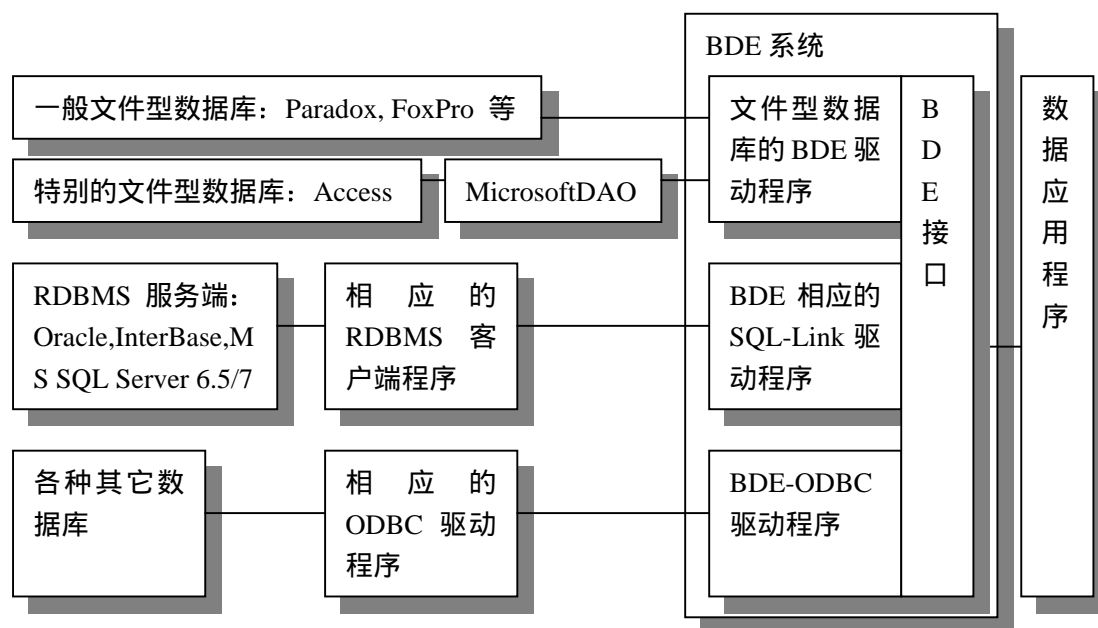 BDE 系统
一般文件型数据库：Paradox, FoxPro 等
特别的文件型数据库：Access
MicrosoftDAO
文件型数据
库的 BDE 驱
动程序
RDBMS 服务端：
Oracle,InterBase,M
S SQL Server 6.5/7
相 应 的
RDBMS 客
户端程序
BDE 相应的
SQL-Link 驱
动程序
各种其它数
据库
相 应 的
ODBC 驱动
程序
BDE-ODBC
驱动程序
B
D
E
接
口
数
据
应
用
程
序